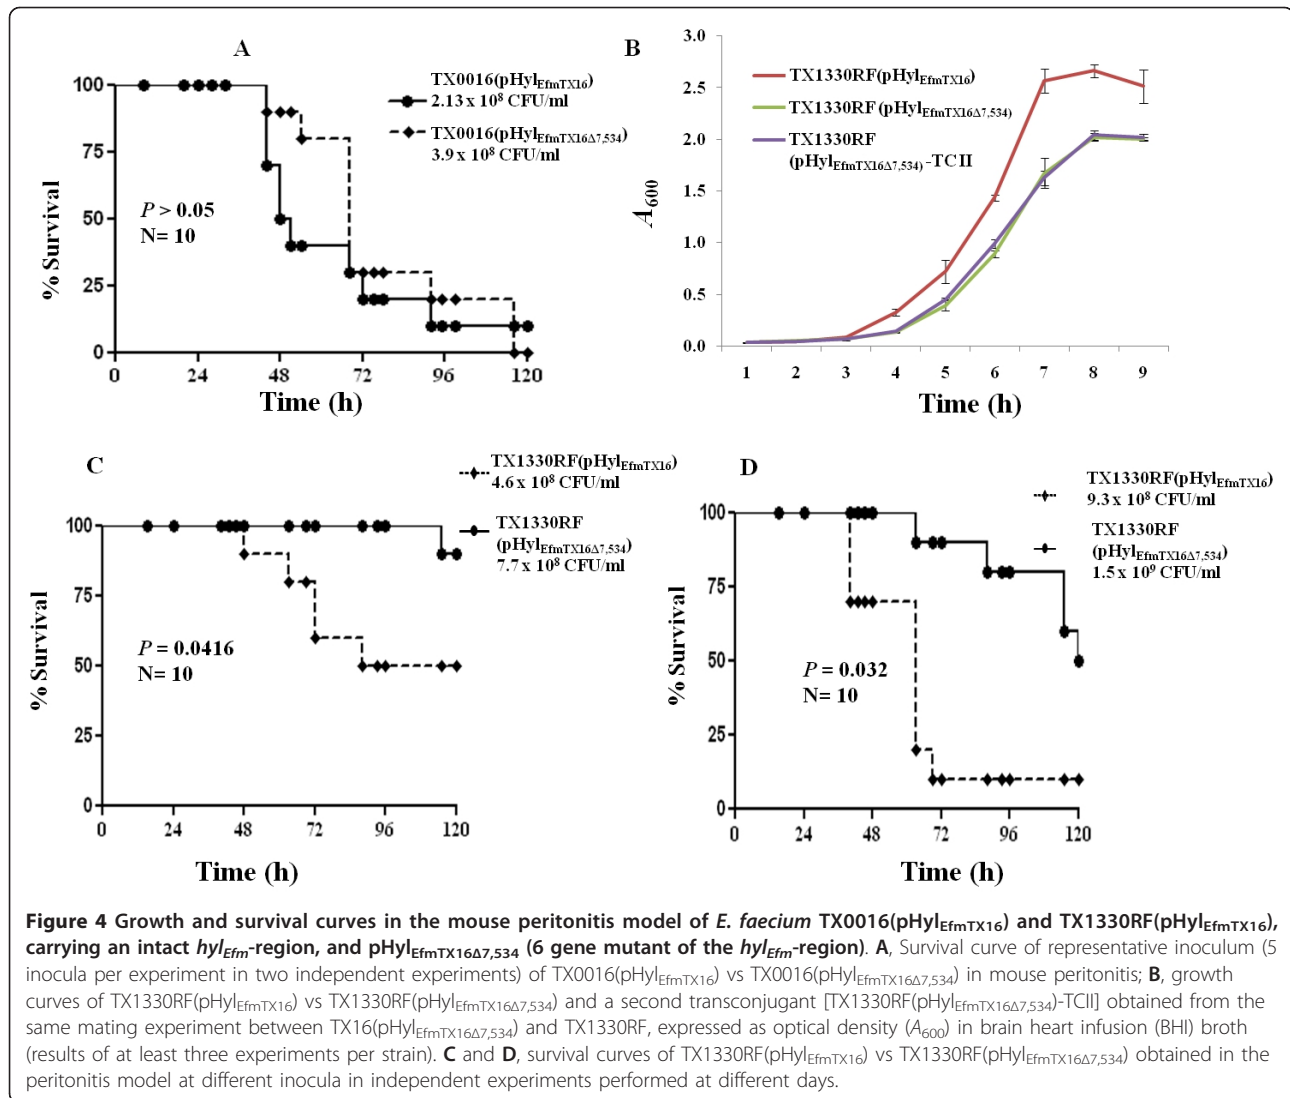 A
TX0016(pHylEfmTX16)
2.13 x 10⁸ CFU/ml
TX0016(pHylEfmTX16Δ7,534)
3.9 x 10⁸ CFU/ml
% Survival
100
75
50
25
0
P > 0.05
N= 10
0 24 48 72 96 120
Time (h)
B
TX1330RF(pHylEfmTX16)
TX1330RF (pHylEfmTX16Δ7,534)
TX1330RF
(pHylEfmTX16Δ7,534)-TCII
A600
3.0
2.5
2.0
1.5
1.0
0.5
0.0
1 2 3 4 5 6 7 8 9
Time (h)
C
TX1330RF(pHylEfmTX16)
4.6 x 10⁸ CFU/ml
TX1330RF
(pHylEfmTX16Δ7,534)
7.7 x 10⁸ CFU/ml
% Survival
100
75
50
25
0
P = 0.0416
N= 10
0 24 48 72 96 120
Time (h)
D
TX1330RF(pHylEfmTX16)
9.3 x 10⁸ CFU/ml
TX1330RF
(pHylEfmTX16Δ7,534)
1.5 x 10⁹ CFU/ml
% Survival
100
75
50
25
0
P = 0.032
N= 10
0 24 48 72 96 120
Time (h)
Figure 4 Growth and survival curves in the mouse peritonitis model of E. faecium TX0016(pHylEfmTX16) and TX1330RF(pHylEfmTX16),
carrying an intact hylEfm-region, and pHylEfmTX16Δ7,534 (6 gene mutant of the hylEfm-region). A, Survival curve of representative inoculum (5
inocula per experiment in two independent experiments) of TX0016(pHylEfmTX16) vs TX0016(pHylEfmTX16Δ7,534) in mouse peritonitis; B, growth
curves of TX1330RF(pHylEfmTX16) vs TX1330RF(pHylEfmTX16Δ7,534) and a second transconjugant [TX1330RF(pHylEfmTX16Δ7,534)-TCII] obtained from the
same mating experiment between TX16(pHylEfmTX16Δ7,534) and TX1330RF, expressed as optical density (A600) in brain heart infusion (BHI) broth
(results of at least three experiments per strain). C and D, survival curves of TX1330RF(pHylEfmTX16) vs TX1330RF(pHylEfmTX16Δ7,534) obtained in the
peritonitis model at different inocula in independent experiments performed at different days.